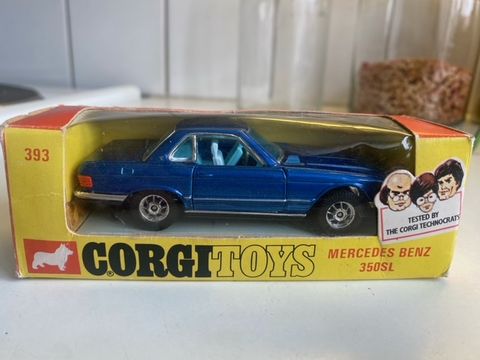 393
CORGI TOYS
TESTED BY
THE CORGI TECHNOCRATS
MERCEDES BENZ
350SL